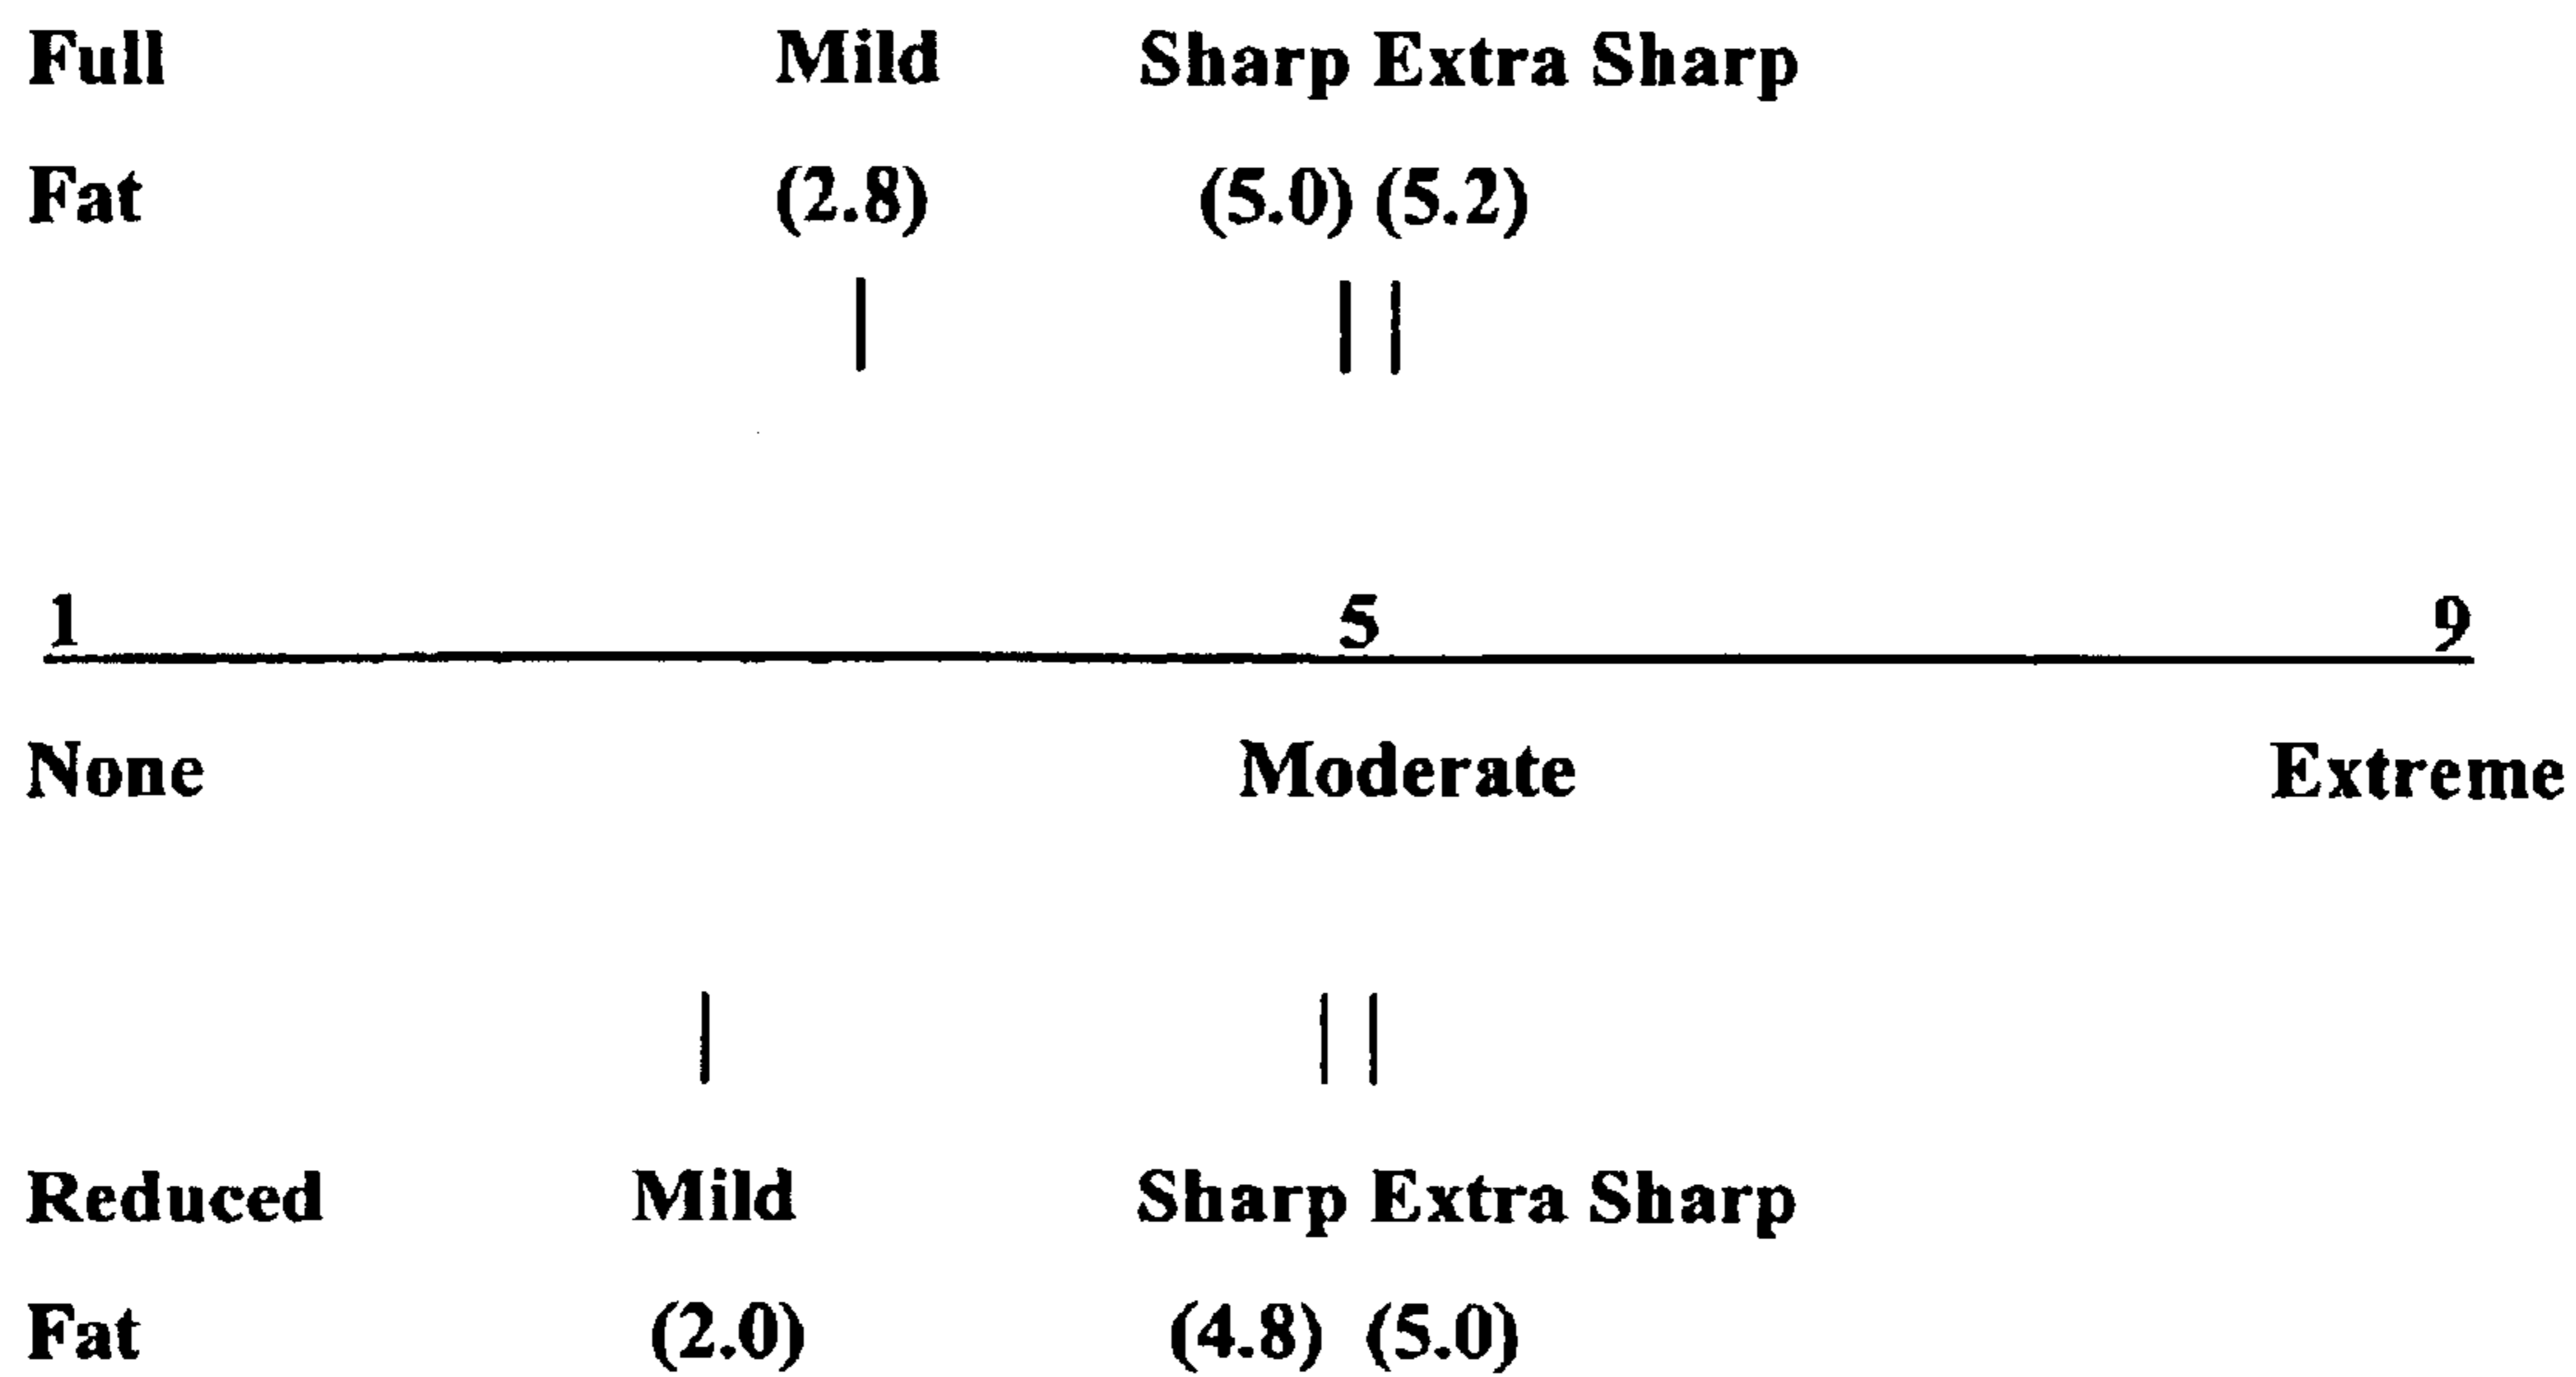 Full Mild Sharp Extra Sharp
Fat (2.8) (5.0) (5.2)
1 5 9
None Moderate Extreme
Reduced Mild Sharp Extra Sharp
Fat (2.0) (4.8) (5.0)